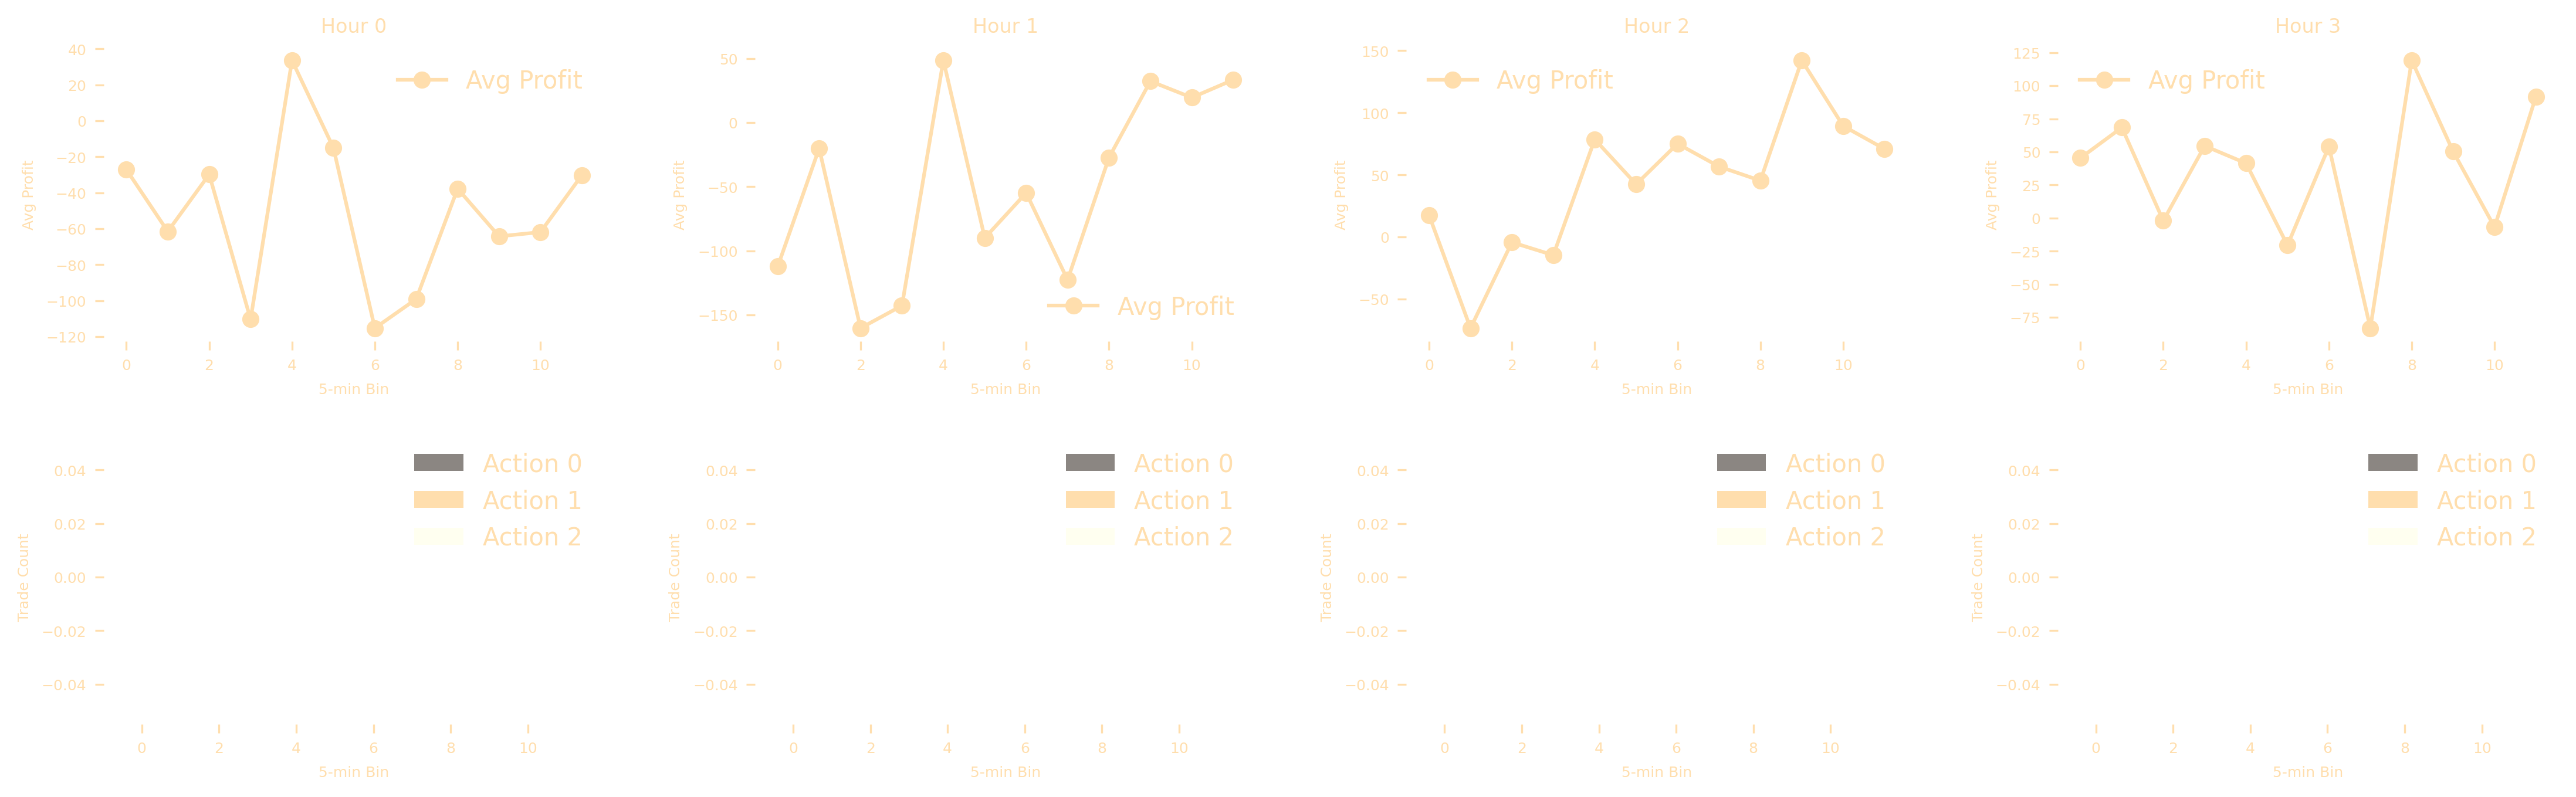 Hour 0
40
20
0
−20
−40
−60
−80
−100
−120
Avg Profit
Avg Profit
0 2 4 6 8 10
5-min Bin
Hour 1
50
0
−50
−100
−150
Avg Profit
Avg Profit
0 2 4 6 8 10
5-min Bin
Hour 2
150
100
50
0
−50
Avg Profit
Avg Profit
0 2 4 6 8 10
5-min Bin
Hour 3
125
100
75
50
25
0
−25
−50
−75
Avg Profit
Avg Profit
0 2 4 6 8 10
5-min Bin
0.04
0.02
0.00
−0.02
−0.04
Trade Count
Action 0
Action 1
Action 2
0 2 4 6 8 10
5-min Bin
0.04
0.02
0.00
−0.02
−0.04
Trade Count
Action 0
Action 1
Action 2
0 2 4 6 8 10
5-min Bin
0.04
0.02
0.00
−0.02
−0.04
Trade Count
Action 0
Action 1
Action 2
0 2 4 6 8 10
5-min Bin
0.04
0.02
0.00
−0.02
−0.04
Trade Count
Action 0
Action 1
Action 2
0 2 4 6 8 10
5-min Bin